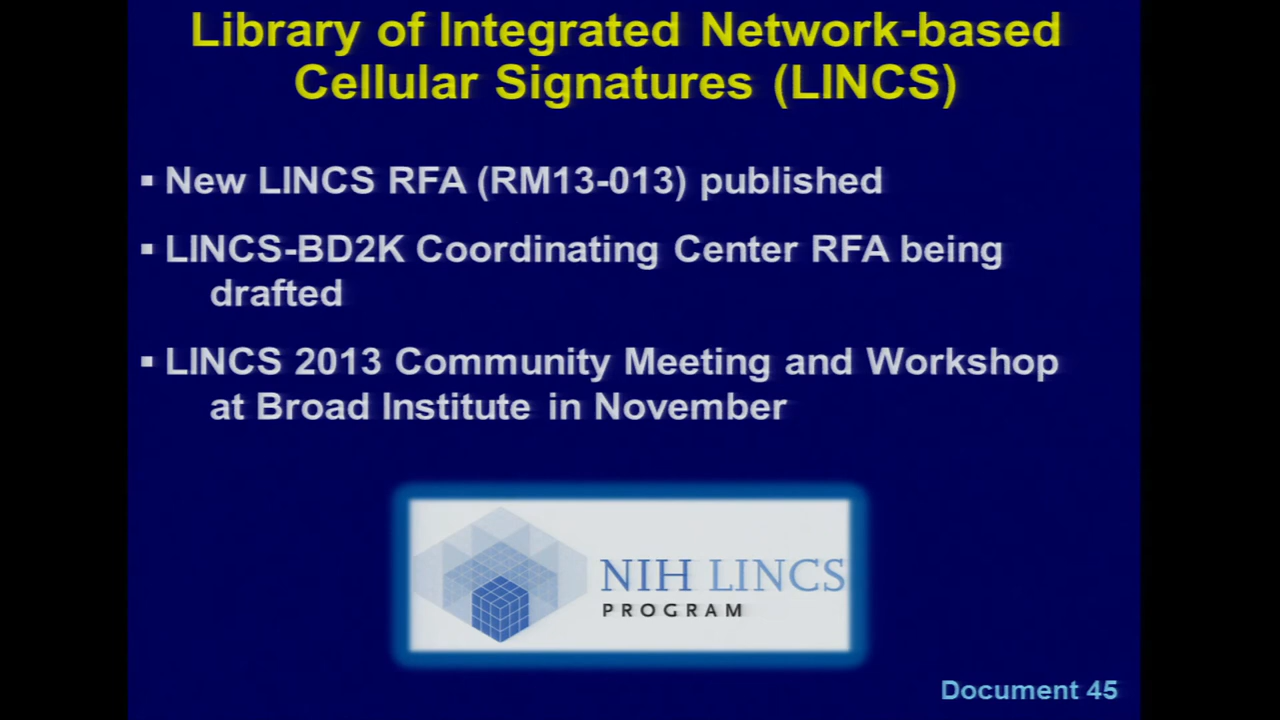 Library of Integrated Network-based
Cellular Signatures (LINCS)
▪ New LINCS RFA (RM13-013) published
▪ LINCS-BD2K Coordinating Center RFA being
drafted
▪ LINCS 2013 Community Meeting and Workshop
at Broad Institute in November
NIH LINCS
PROGRAM
Document 45